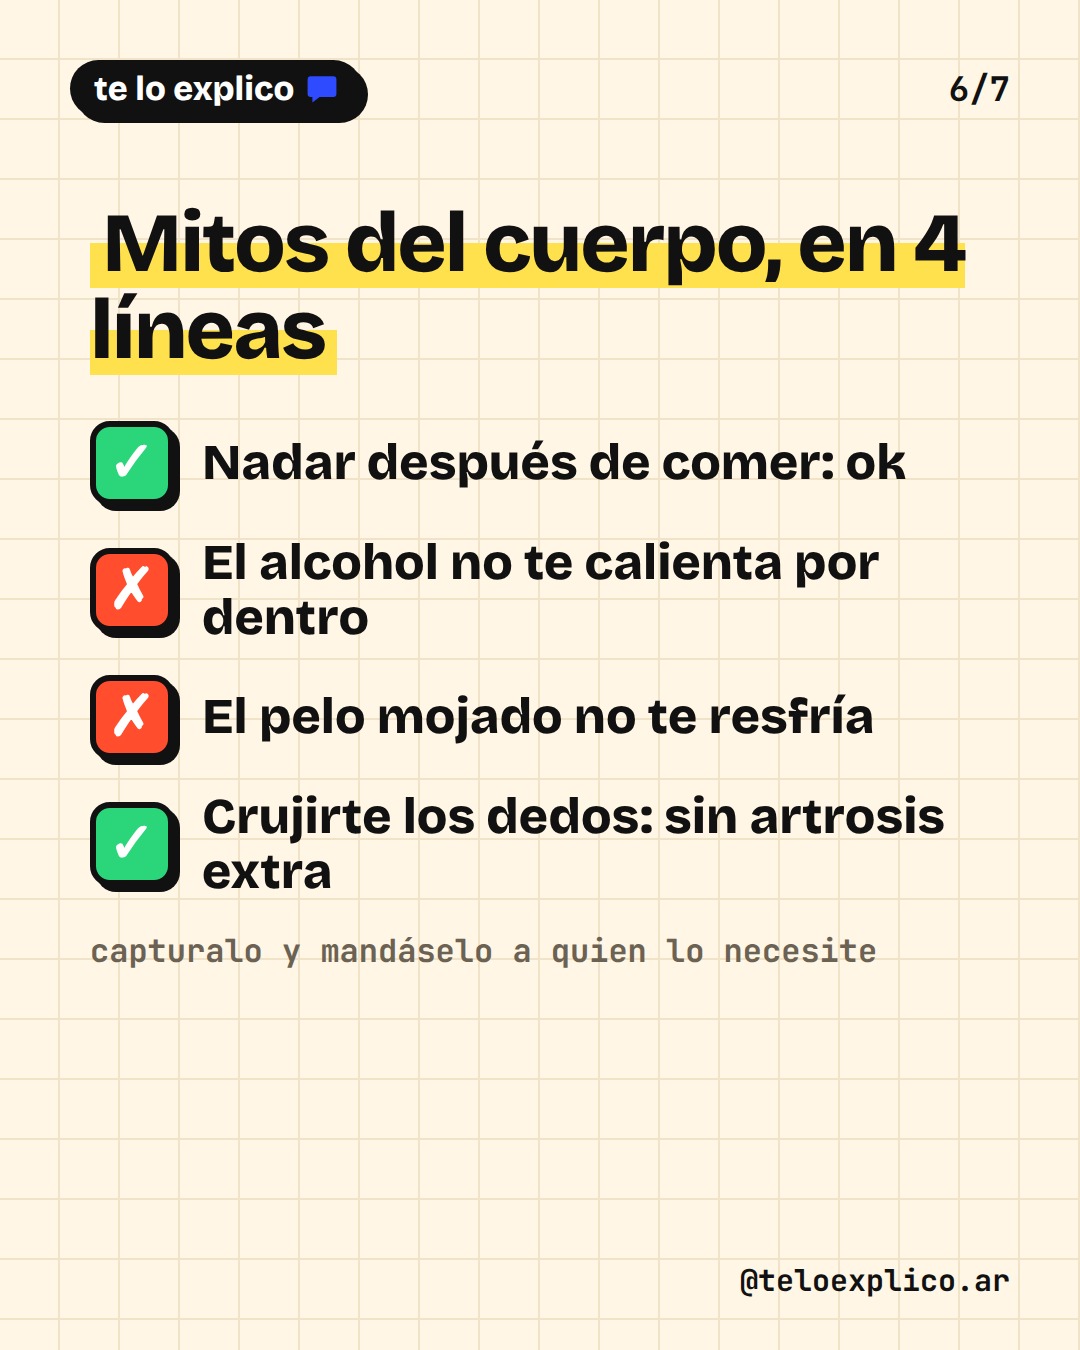 te lo explico
6/7
Mitos del cuerpo, en 4
líneas
✓ Nadar después de comer: ok
✗ El alcohol no te calienta por
dentro
✗ El pelo mojado no te resfría
✓ Crujirte los dedos: sin artrosis
extra
capturalo y mandáselo a quien lo necesite
@teloexplico.ar